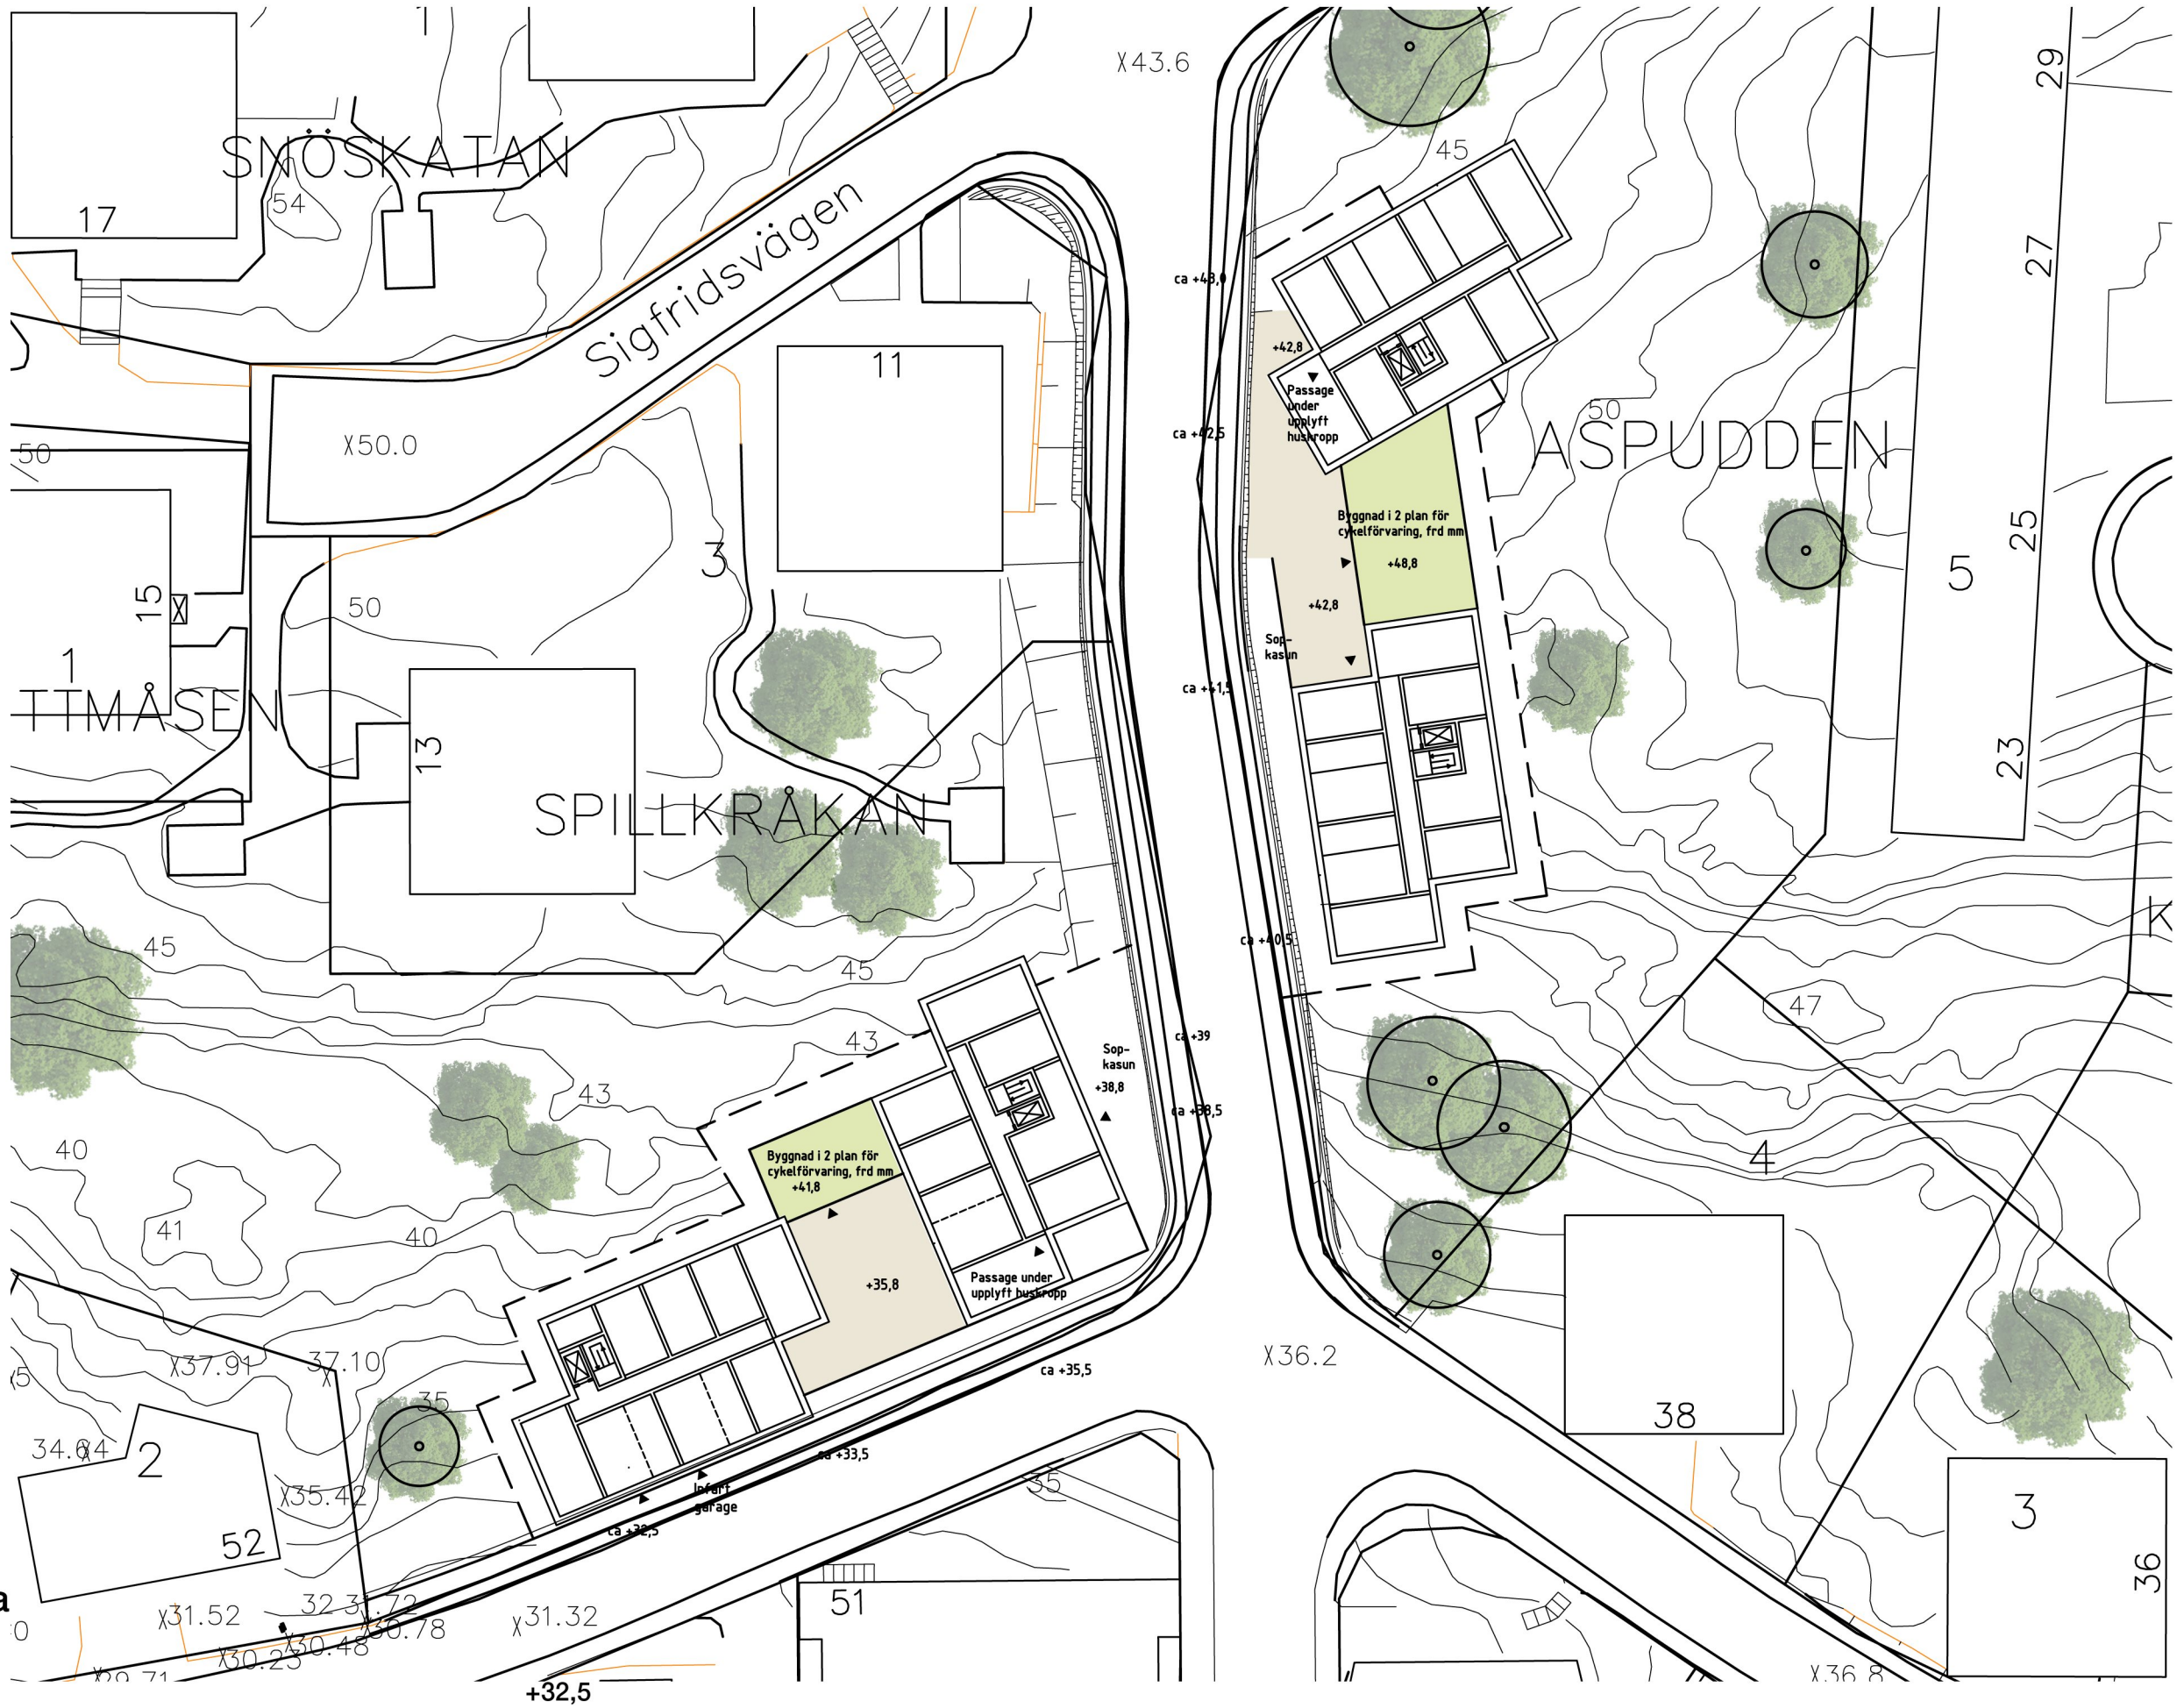 1
X43.6
29
SNÖSKATAN
45
54
17
Sigfridsvägen
27
ca +43,0
+42,8
11
Passage
under
upplyft
huskropp
50
ca +42,5
ASPUDDEN
X50.0
50
Byggnad i 2 plan för
cykelförvaring, frd mm
25
3
+48,8
5
15
50
+42,8
Sop-
kasun
1
TTMÅSEN
ca +41,5
13
23
SPILLKRÅKAN
45
ca +40,5
K
45
47
43
ca +39
Sop-
kasun
+38,8
43
ca +38,5
40
Byggnad i 2 plan för
cykelförvaring, frd mm
+41,8
4
41
40
Passage under
upplyft huskropp
+35,8
X36.2
X37.91
37.10
X
ca +35,5
35
38
2
ca +33,5
35
X35.42
Infart
garage
3
52
ca +32,5
36
a
51
X31.52
32
X31.32
X30.78
X30.48
X30.23
+32,5